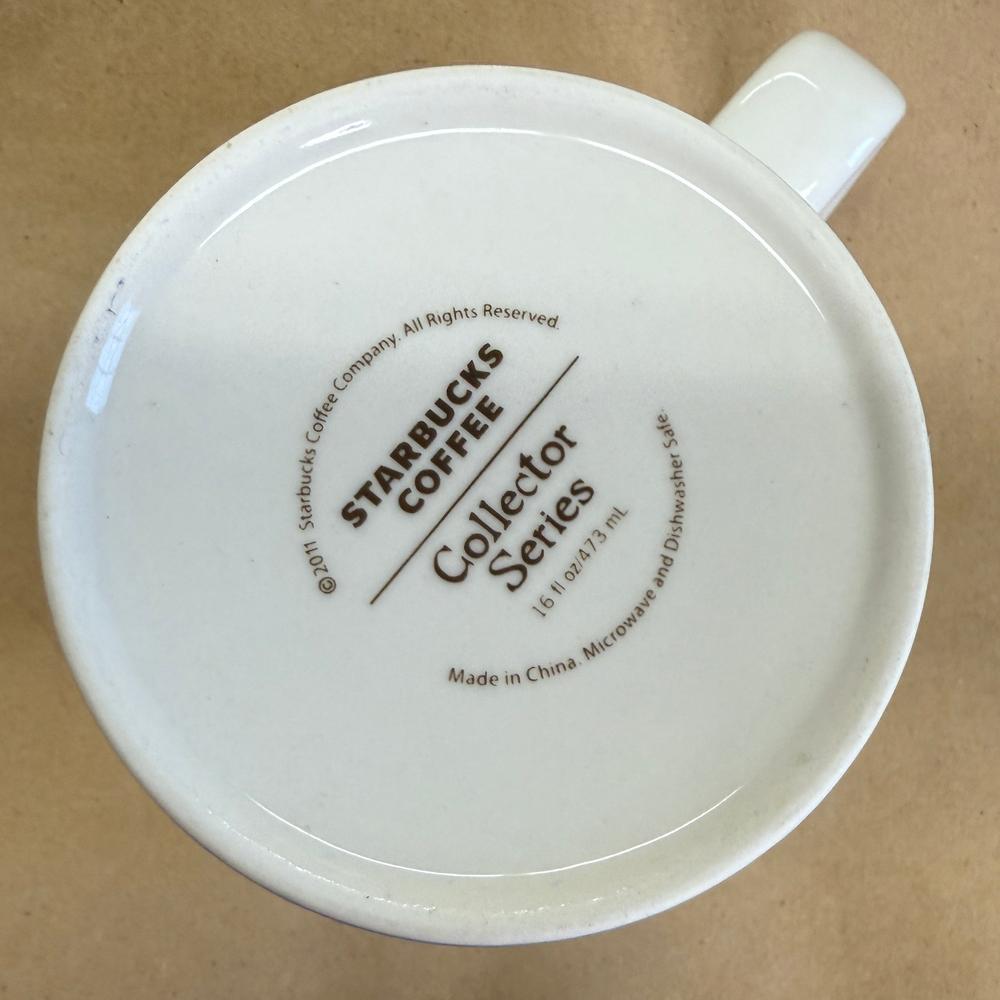 ©2011 Starbucks Coffee Company. All Rights Reserved.
STARBUCKS
COFFEE
Collector
Series
16 fl oz/473 mL
Made in China. Microwave and Dishwasher Safe.